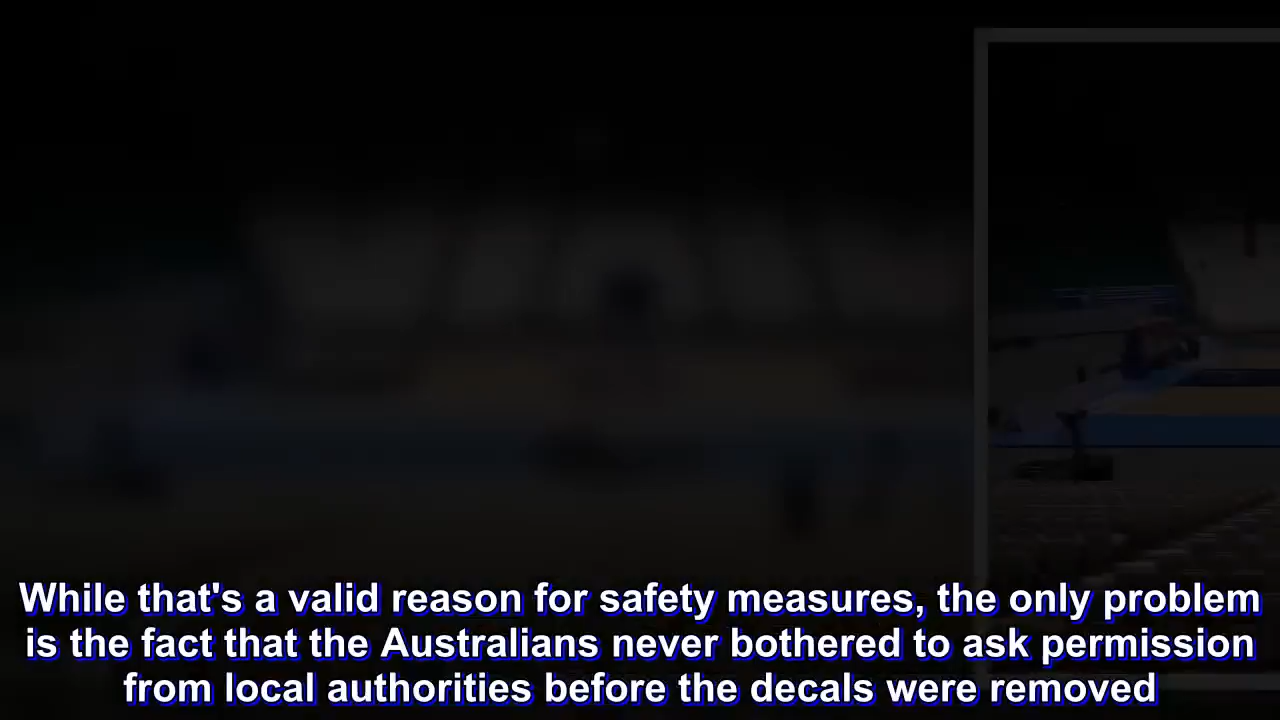 While that's a valid reason for safety measures, the only problem
is the fact that the Australians never bothered to ask permission
from local authorities before the decals were removed